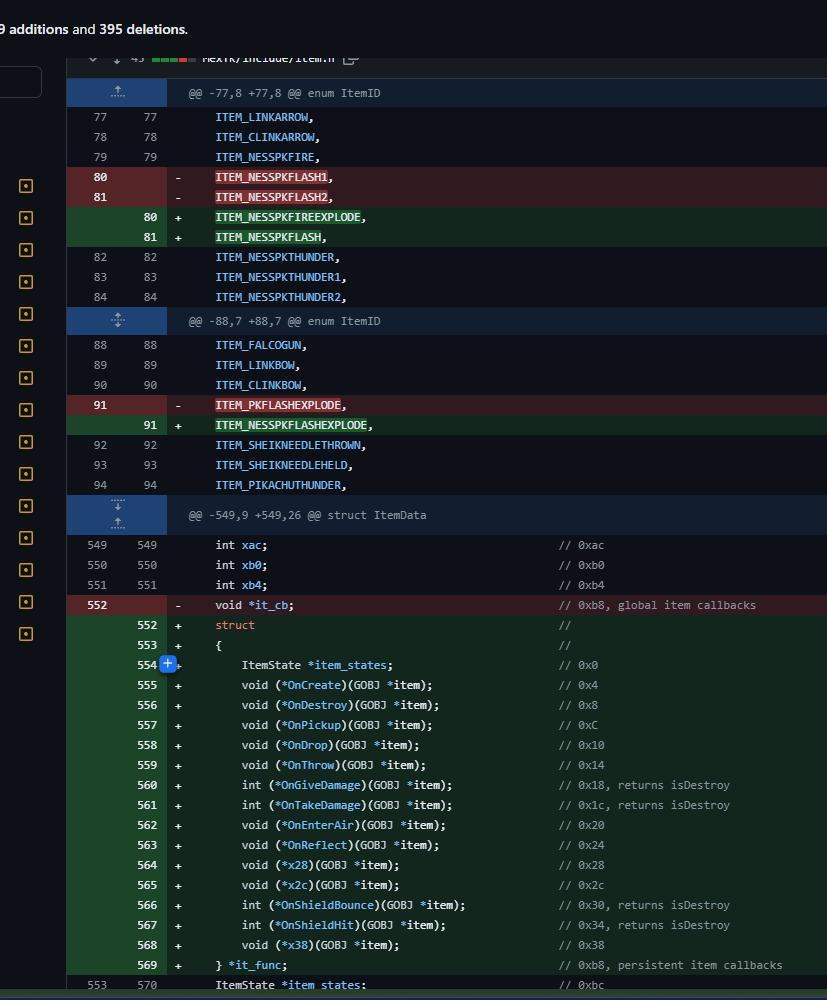 9 additions and 395 deletions.
45 MexTK/include/item.h
@@ -77,8 +77,8 @@ enum ItemID
77 77 ITEM_LINKARROW,
78 78 ITEM_CLINKARROW,
79 79 ITEM_NESSPKFIRE,
80 - ITEM_NESSPKFLASH1,
81 - ITEM_NESSPKFLASH2,
80 + ITEM_NESSPKFIREEXPLODE,
81 + ITEM_NESSPKFLASH,
82 82 ITEM_NESSPKTHUNDER,
83 83 ITEM_NESSPKTHUNDER1,
84 84 ITEM_NESSPKTHUNDER2,
@@ -88,7 +88,7 @@ enum ItemID
88 88 ITEM_FALCOGUN,
89 89 ITEM_LINKBOW,
90 90 ITEM_CLINKBOW,
91 - ITEM_PKFLASHEXPLODE,
91 + ITEM_NESSPKFLASHEXPLODE,
92 92 ITEM_SHEIKNEEDLETHROWN,
93 93 ITEM_SHEIKNEEDLEHELD,
94 94 ITEM_PIKACHUTHUNDER,
@@ -549,9 +549,26 @@ struct ItemData
549 549 int xac; // 0xac
550 550 int xb0; // 0xb0
551 551 int xb4; // 0xb4
552 - void *it_cb; // 0xb8, global item callbacks
552 + struct //
553 + { //
554 + ItemState *item_states; // 0x0
555 + void (*OnCreate)(GOBJ *item); // 0x4
556 + void (*OnDestroy)(GOBJ *item); // 0x8
557 + void (*OnPickup)(GOBJ *item); // 0xC
558 + void (*OnDrop)(GOBJ *item); // 0x10
559 + void (*OnThrow)(GOBJ *item); // 0x14
560 + int (*OnGiveDamage)(GOBJ *item); // 0x18, returns isDestroy
561 + int (*OnTakeDamage)(GOBJ *item); // 0x1c, returns isDestroy
562 + void (*OnEnterAir)(GOBJ *item); // 0x20
563 + void (*OnReflect)(GOBJ *item); // 0x24
564 + void (*x28)(GOBJ *item); // 0x28
565 + void (*x2c)(GOBJ *item); // 0x2c
566 + int (*OnShieldBounce)(GOBJ *item); // 0x30, returns isDestroy
567 + int (*OnShieldHit)(GOBJ *item); // 0x34, returns isDestroy
568 + void (*x38)(GOBJ *item); // 0x38
569 + } *it_func; // 0xb8, persistent item callbacks
553 570 ItemState *item_states; // 0xbc